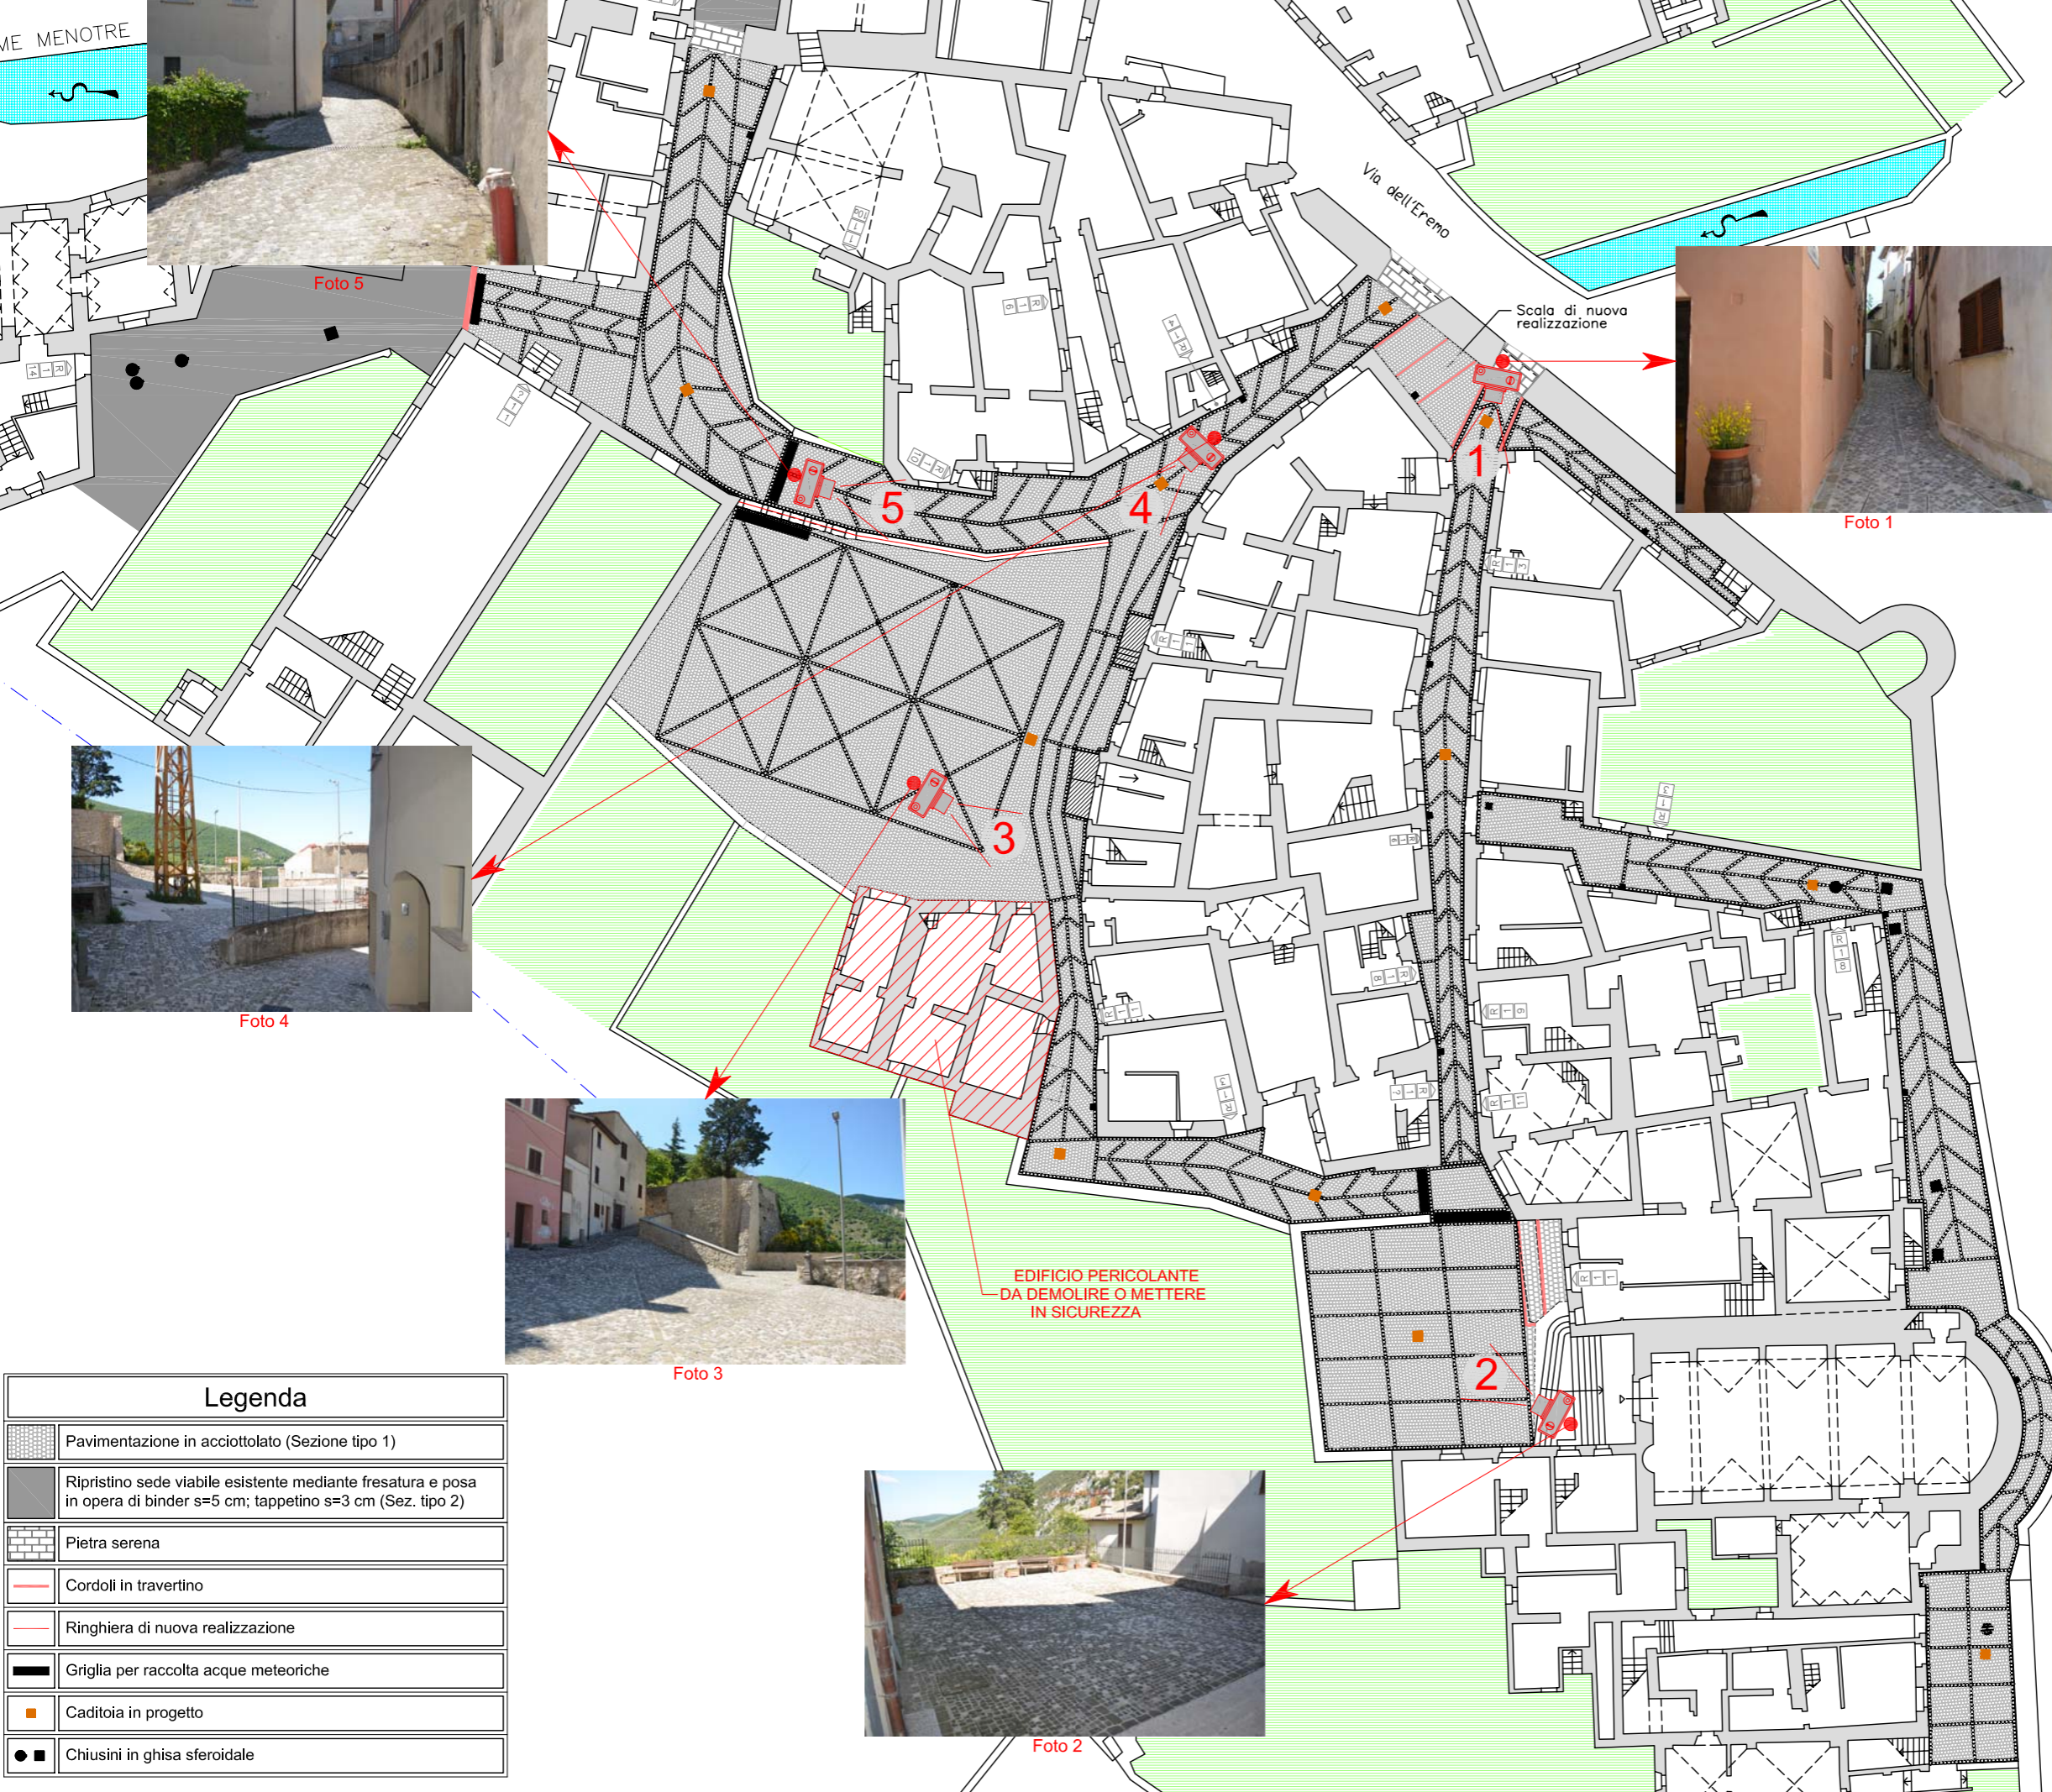 ME MENOTRE
Foto 5
Via dell'Eremo
Scala di nuova
realizzazione
Foto 1
1
5
4
3
Foto 4
Foto 3
EDIFICIO PERICOLANTE
DA DEMOLIRE O METTERE
IN SICUREZZA
2
Foto 2
Legenda
Pavimentazione in acciottolato (Sezione tipo 1)
Ripristino sede viabile esistente mediante fresatura e posa
in opera di binder s=5 cm; tappetino s=3 cm (Sez. tipo 2)
Pietra serena
Cordoli in travertino
Ringhiera di nuova realizzazione
Griglia per raccolta acque meteoriche
Caditoia in progetto
Chiusini in ghisa sferoidale